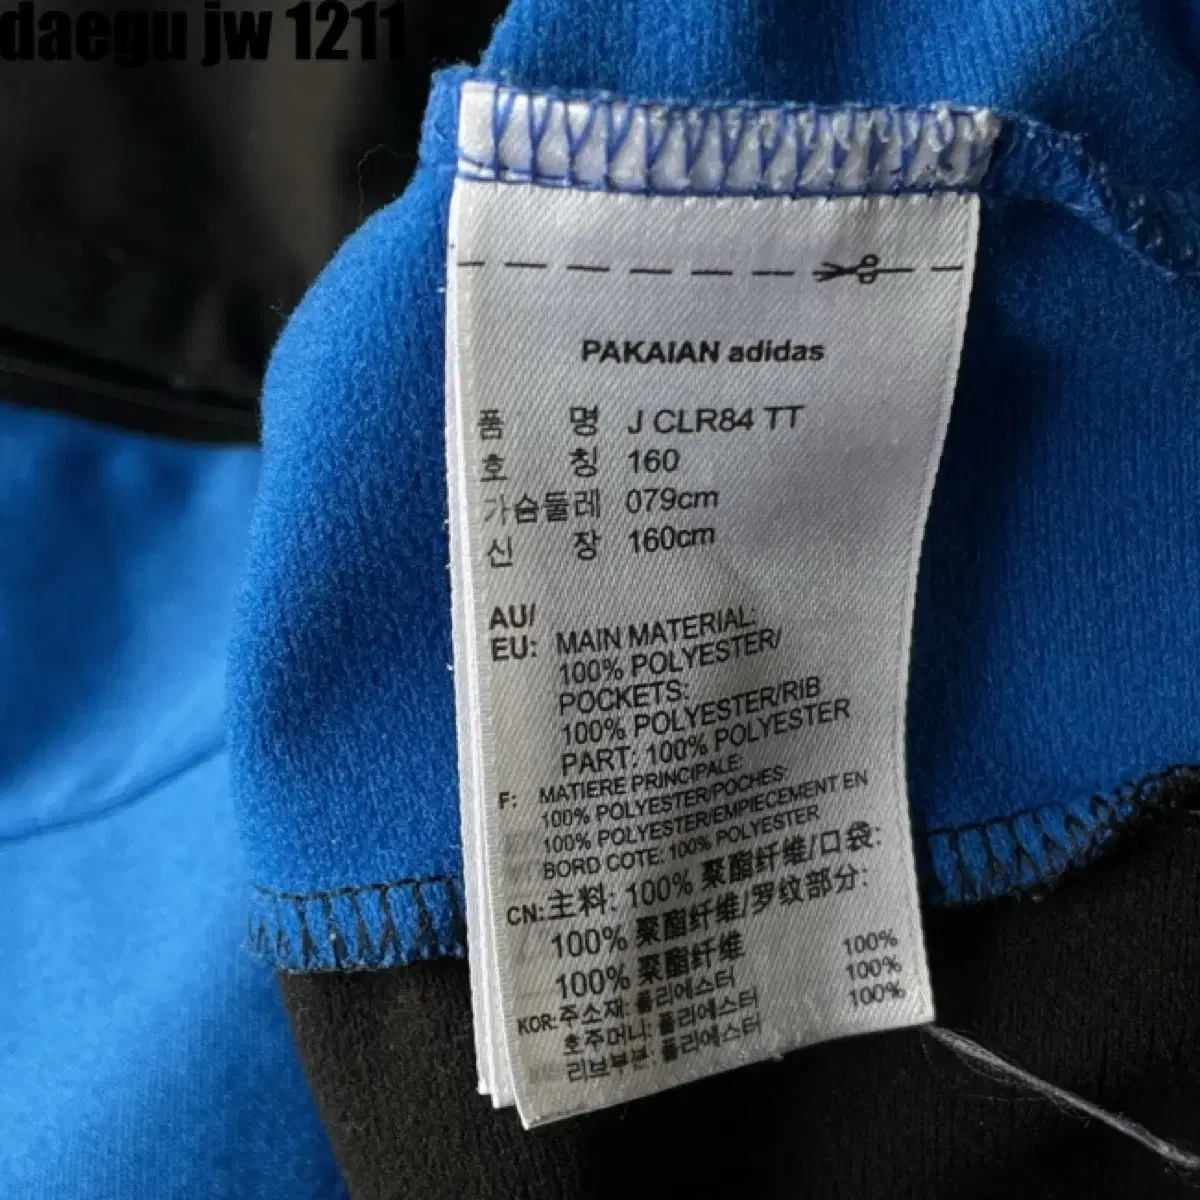 daegu jw 1211
PAKAIAN adidas
품 명 J CLR84 TT
호 칭 160
가슴둘레 079cm
신 장 160cm
AU/
EU: MAIN MATERIAL:
100% POLYESTER/
POCKETS:
100% POLYESTER/RIB
PART: 100% POLYESTER
F: MATIERE PRINCIPALE:
100% POLYESTER/POCHES:
100% POLYESTER/EMPIECEMENT EN
BORD COTE: 100% POLYESTER
CN: 主料: 100% 聚酯纤维/口袋:
100% 聚酯纤维/罗纹部分:
100% 聚酯纤维
KOR: 주소재: 폴리에스터 100%
호주머니: 폴리에스터 100%
리브부분: 폴리에스터 100%